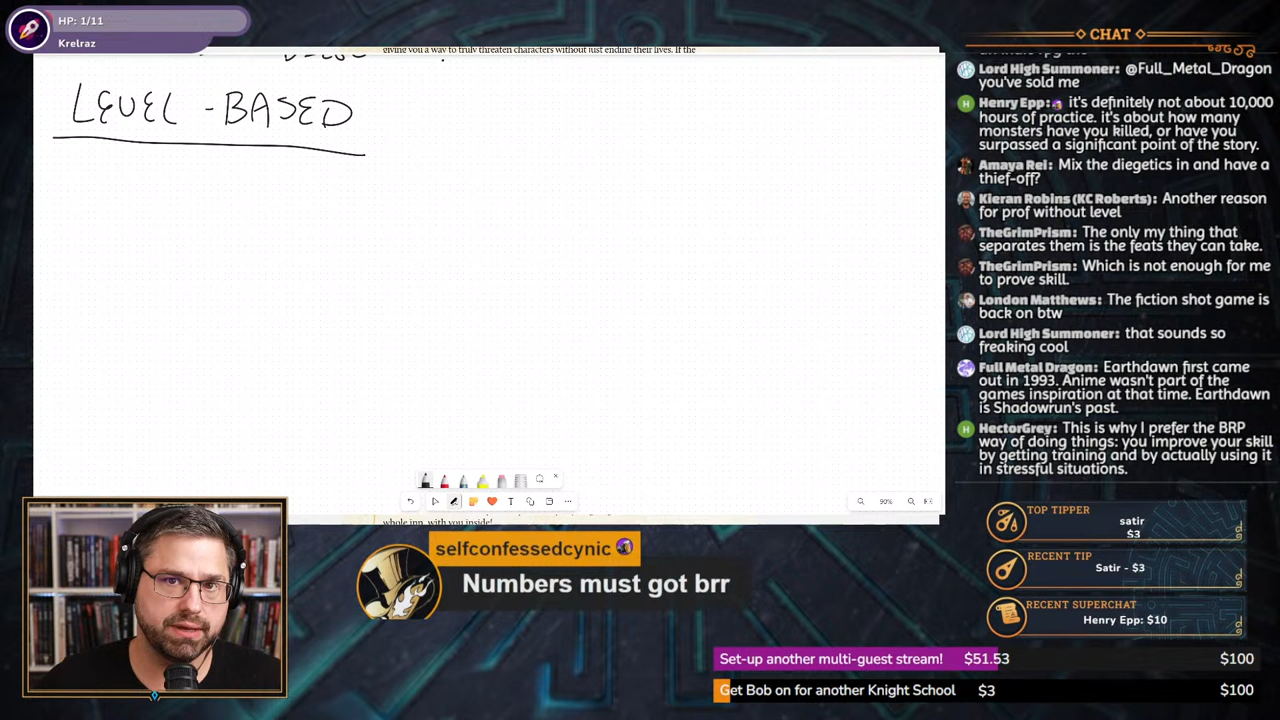 HP: 1/11
Krelraz
giving you a way to truly threaten characters without just ending their lives. If the
LEVEL - BASED
whole inn, with you inside!
CHAT
Lord High Summoner: @Full_Metal_Dragon
you've sold me
Henry Epp: it's definitely not about 10,000
hours of practice. it's about how many
monsters have you killed, or have you
surpassed a significant point of the story.
Amaya Rei: Mix the diegetics in and have a
thief-off?
Kieran Robins (KC Roberts): Another reason
for prof without level
TheGrimPrism: The only my thing that
separates them is the feats they can take.
TheGrimPrism: Which is not enough for me
to prove skill.
London Matthews: The fiction shot game is
back on btw
Lord High Summoner: that sounds so
freaking cool
Full Metal Dragon: Earthdawn first came
out in 1993. Anime wasn't part of the
games inspiration at that time. Earthdawn
is Shadowrun's past.
HectorGrey: This is why I prefer the BRP
way of doing things: you improve your skill
by getting training and by actually using it
in stressful situations.
T
99%
TOP TIPPER
satir
$3
RECENT TIP
Satir - $3
RECENT SUPERCHAT
Henry Epp: $10
selfconfessedcynic
Numbers must got brr
Set-up another multi-guest stream! $51.53 $100
Get Bob on for another Knight School $3 $100